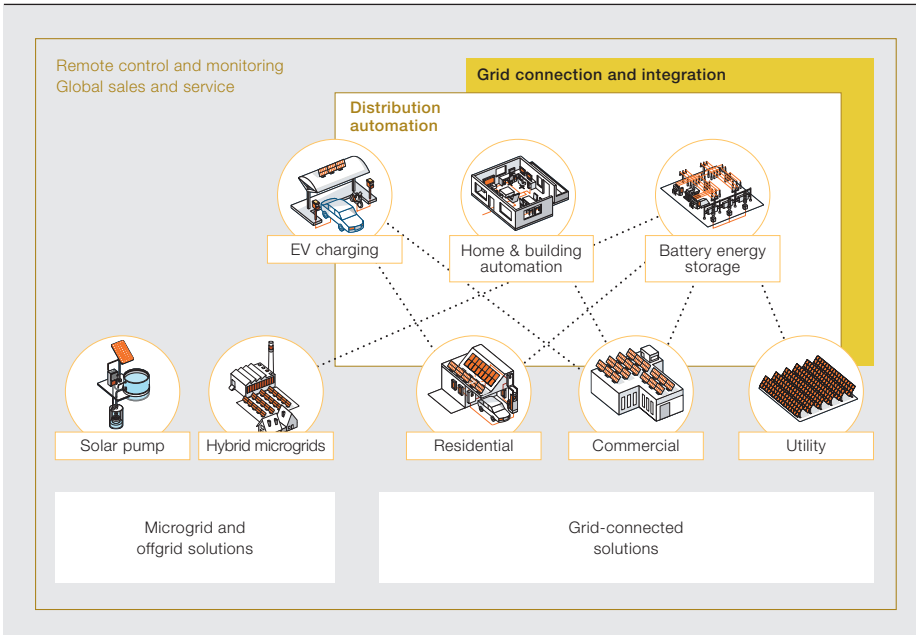 Remote control and monitoring
Global sales and service
Grid connection and integration
Distribution
automation
EV charging
Home & building
automation
Battery energy
storage
Solar pump
Hybrid microgrids
Residential
Commercial
Utility
Microgrid and
offgrid solutions
Grid-connected
solutions